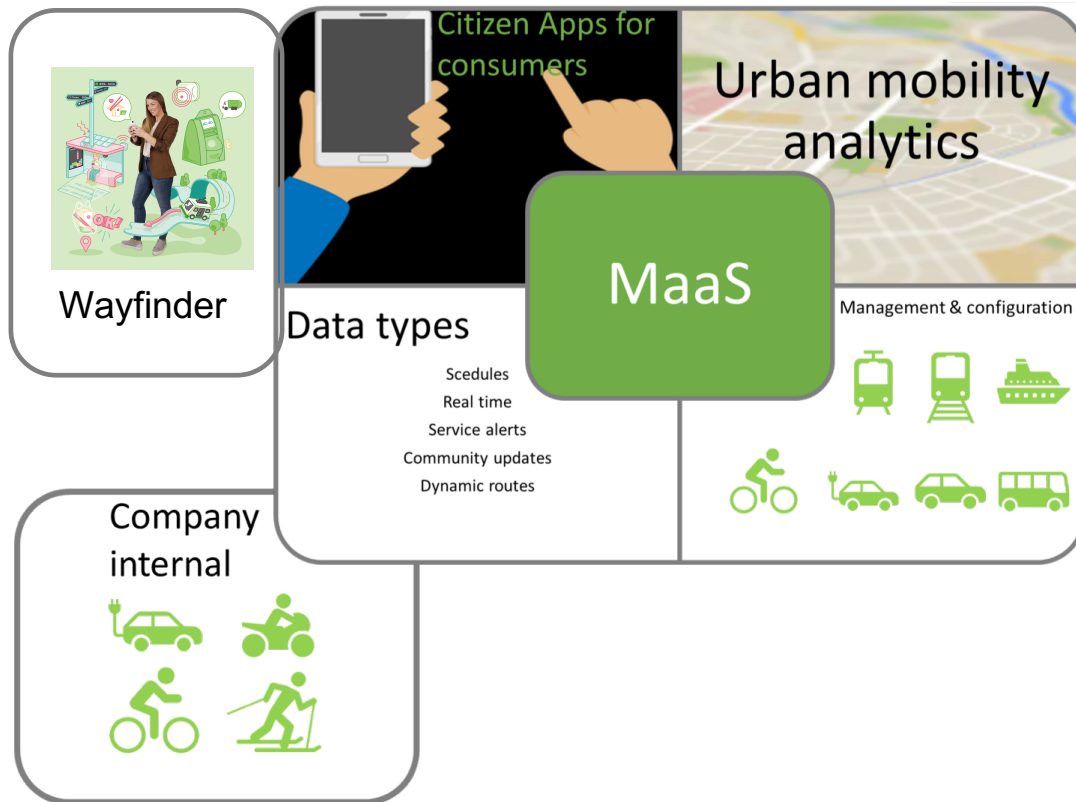 Citizen Apps for
consumers
Urban mobility
analytics
Wayfinder
MaaS
Data types
Scedules
Real time
Service alerts
Community updates
Dynamic routes
Management & configuration
Company
internal